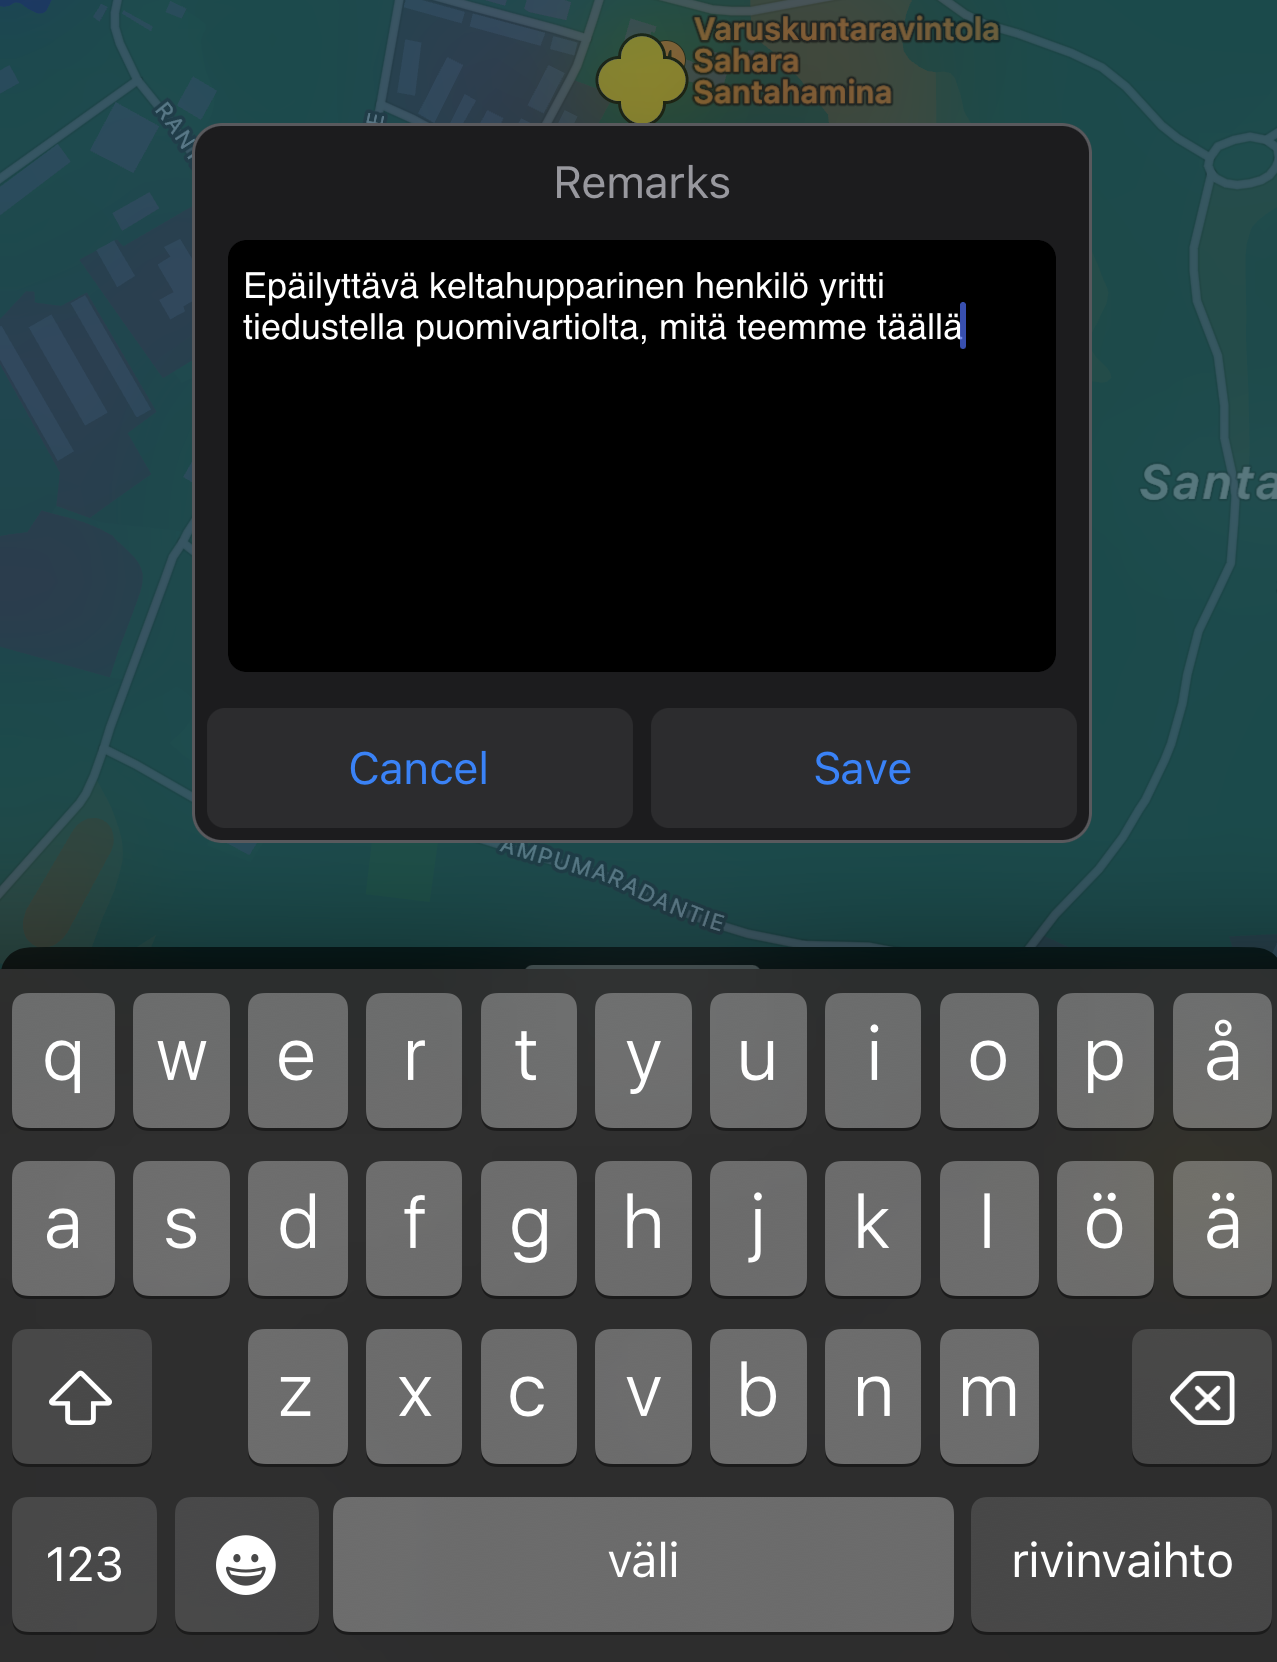 Varuskuntaravintola
Sahara
Santahamina
Remarks
Epäilyttävä keltahupparinen henkilö yritti
tiedustella puomivartiolta, mitä teemme täällä
Santa
Cancel
Save
AMPUMARADANTIE
q w e r t y u i o p å
a s d f g h j k l ö ä
z x c v b n m
123
väli
rivinvaihto